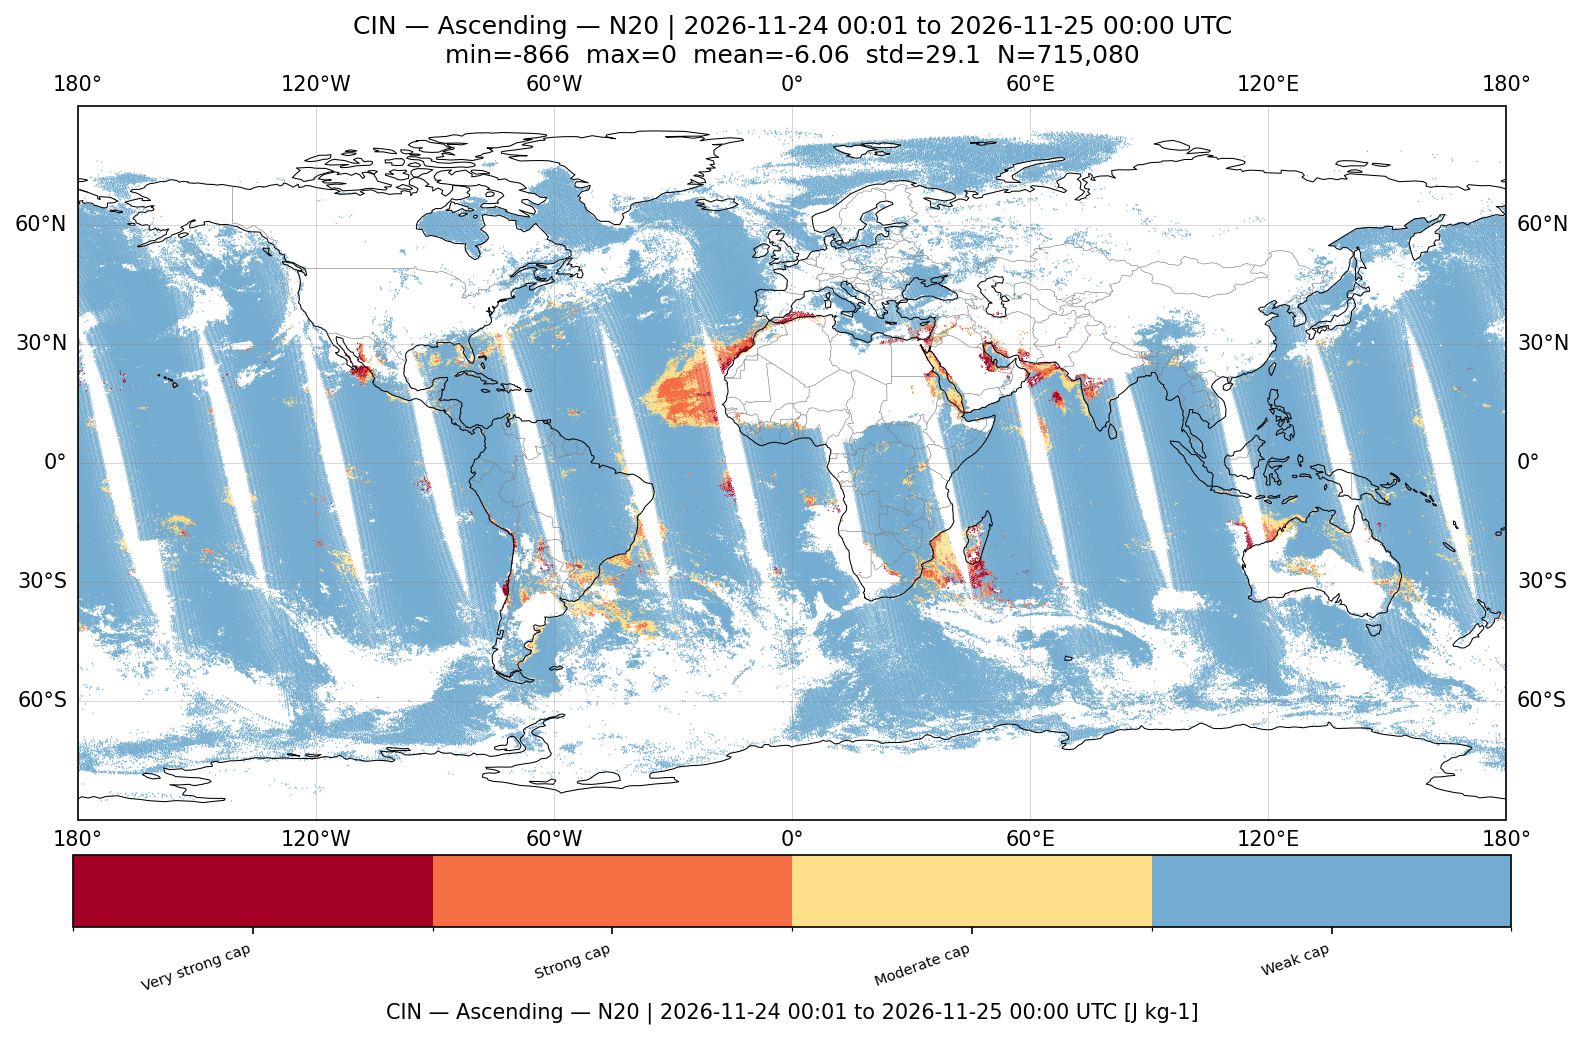 CIN — Ascending — N20 | 2026-11-24 00:01 to 2026-11-25 00:00 UTC
min=-866 max=0 mean=-6.06 std=29.1 N=715,080
180° 120°W 60°W 0° 60°E 120°E 180°
60°N 60°N
30°N 30°N
0° 0°
30°S 30°S
60°S 60°S
180° 120°W 60°W 0° 60°E 120°E 180°
Very strong cap Strong cap Moderate cap Weak cap
CIN — Ascending — N20 | 2026-11-24 00:01 to 2026-11-25 00:00 UTC [J kg-1]